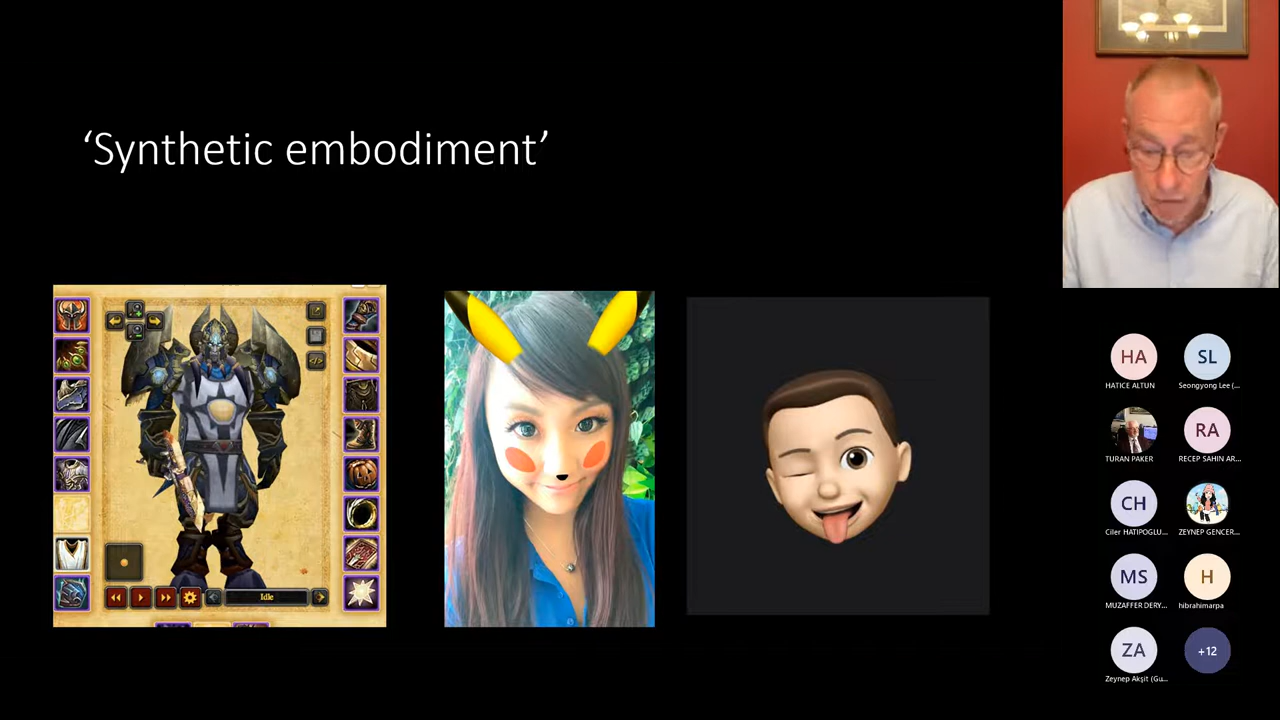 ‘Synthetic embodiment’
Idle
HA
HATICE ALTUN
SL
Seongyong Lee (...
TURAN PAKER
RA
RECEP SAHIN AR...
CH
Ciler HATIPOGLU...
ZEYNEP GENCER...
MS
MUZAFFER DERY...
H
hibrahimarpa
ZA
Zeynep Akşit (Gu...
+12